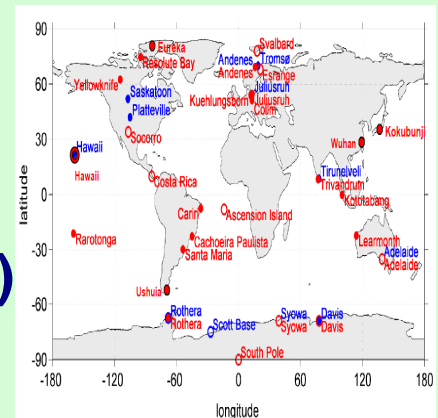 90
Eureka
Svalbard
Resolute Bay
Andenes Tromsø
Andenes
Esrange
60
Yellowknife
Saskatoon
Juliusruh
Kuehlungsborn Juliusruh
Platteville
Colim
Socorro
Kokubunji
Wuhan
30
Hawaii
Hawaii
Tirunelveli
Costa Rica
Trivandrum
0
Cariri
Ascension Island
Kototabang
Rarotonga
Cachoeira Paulista
Learmonth
-30
Santa Maria
Adelaide
Adelaide
Ushuia
)
-60
Rothera
Syowa
Davis
Rothera
Scott Base
Syowa
Davis
South Pole
-90
-180
-120
-60
0
60
120
180
latitude
longitude